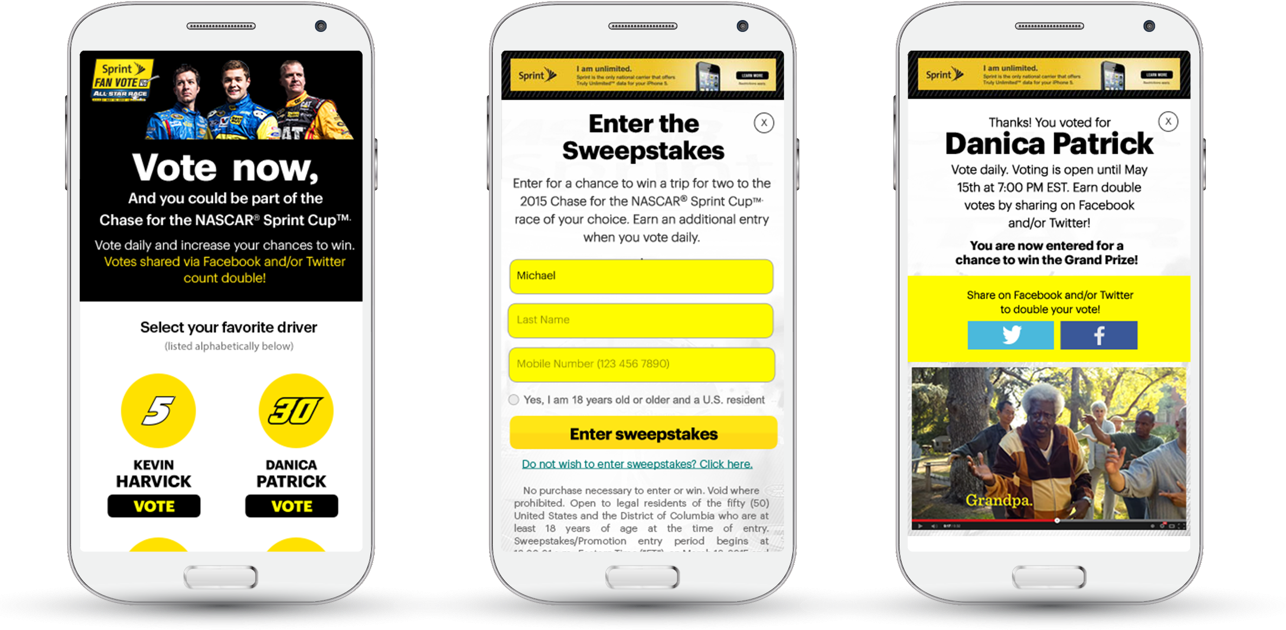 Sprint
FAN VOTE
ALL STAR RACE
Vote now,
And you could be part of the
Chase for the NASCAR® Sprint Cup™.
Vote daily and increase your chances to win.
Votes shared via Facebook and/or Twitter
count double!
Select your favorite driver
(listed alphabetically below)
5
30
KEVIN
HARVICK
DANICA
PATRICK
VOTE
VOTE
Sprint
I am unlimited.
Sprint is the only national carrier that offers
Truly Unlimited℠ data for your iPhone 5.
LEARN MORE
Enter the
X
Sweepstakes
Enter for a chance to win a trip for two to the
2015 Chase for the NASCAR® Sprint Cup™.
race of your choice. Earn an additional entry
when you vote daily.
Michael
Last Name
Mobile Number (123 456 7890)
Yes, I am 18 years old or older and a U.S. resident
Enter sweepstakes
Do not wish to enter sweepstakes? Click here.
No purchase necessary to enter or win. Void where
prohibited. Open to legal residents of the fifty (50)
United States and the District of Columbia who are at
least 18 years of age at the time of entry.
Sweepstakes/Promotion entry period begins at
Sprint
I am unlimited.
Sprint is the only national carrier that offers
Truly Unlimited℠ data for your iPhone 5.
LEARN MORE
Thanks! You voted for
X
Danica Patrick
Vote daily. Voting is open until May
15th at 7:00 PM EST. Earn double
votes by sharing on Facebook
and/or Twitter!
You are now entered for a
chance to win the Grand Prize!
Share on Facebook and/or Twitter
to double your vote!
f
Grandpa.